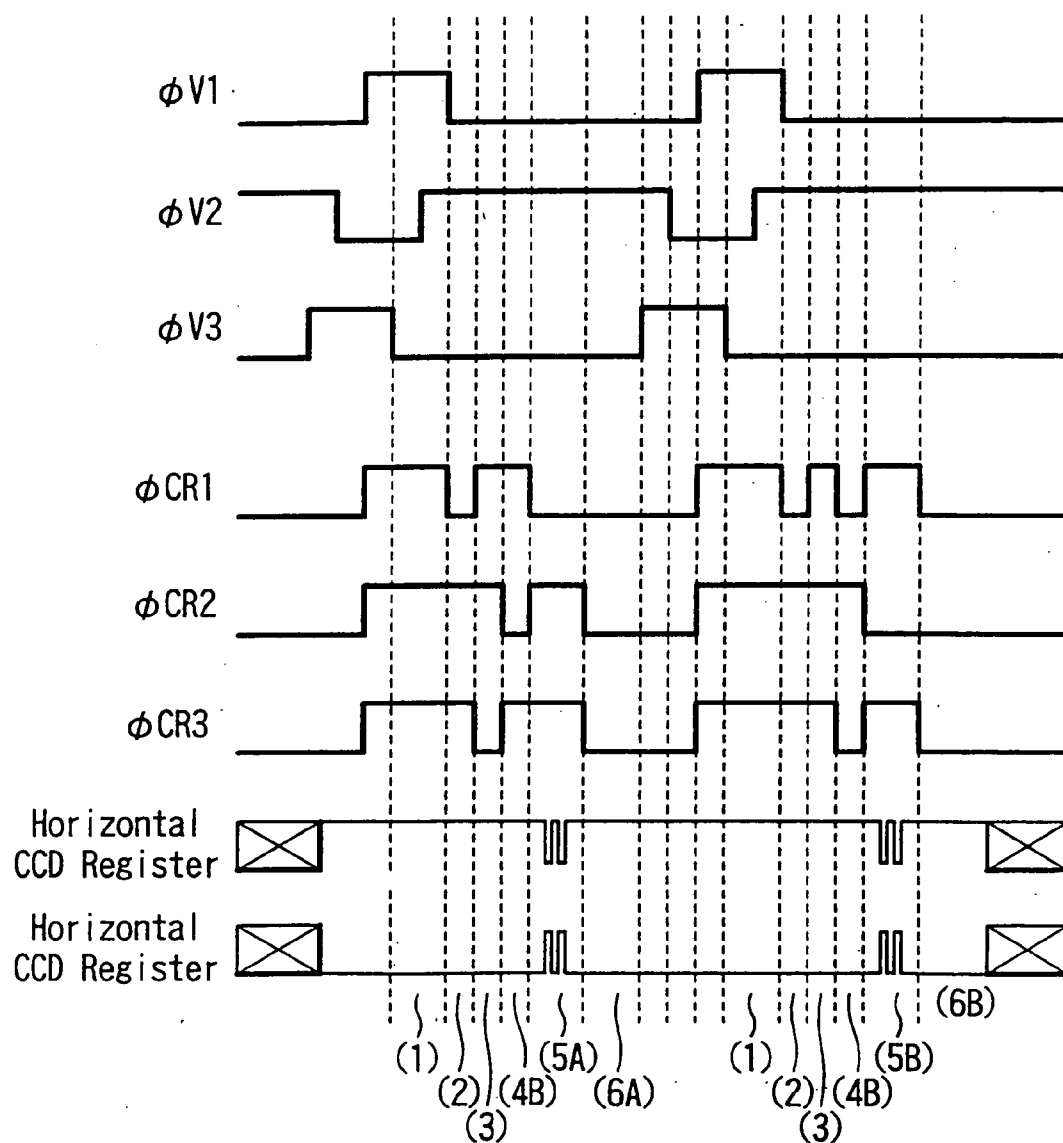 ϕV1
ϕV2
ϕV3
ϕCR1
ϕCR2
ϕCR3
Horizontal
CCD Register
Horizontal
CCD Register
(1)
(2)
(3)
(4B)
(5A)
(6A)
(1)
(2)
(3)
(4B)
(5B)
(6B)